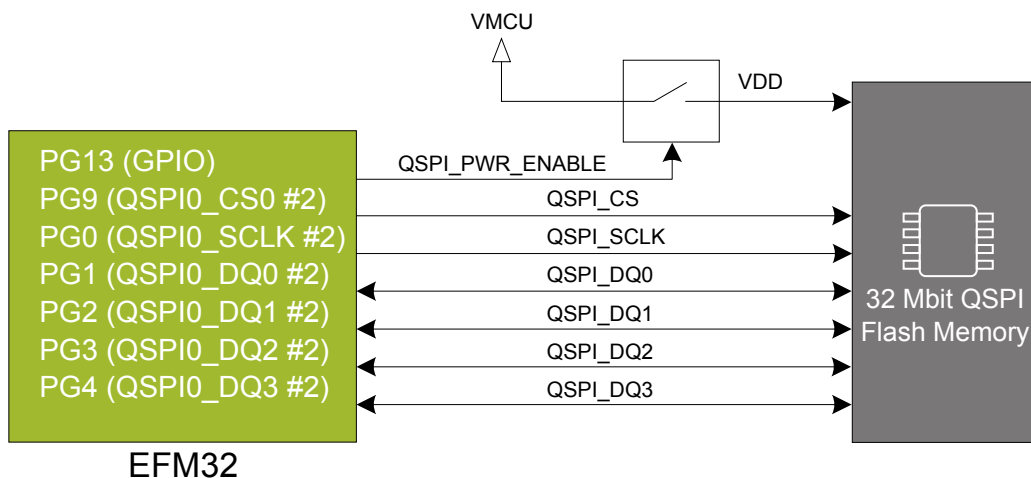 VMCU
VDD
PG13 (GPIO)
QSPI_PWR_ENABLE
PG9 (QSPI0_CS0 #2)
QSPI_CS
PG0 (QSPI0_SCLK #2)
QSPI_SCLK
PG1 (QSPI0_DQ0 #2)
QSPI_DQ0
PG2 (QSPI0_DQ1 #2)
QSPI_DQ1
PG3 (QSPI0_DQ2 #2)
QSPI_DQ2
PG4 (QSPI0_DQ3 #2)
QSPI_DQ3
32 Mbit QSPI
Flash Memory
EFM32